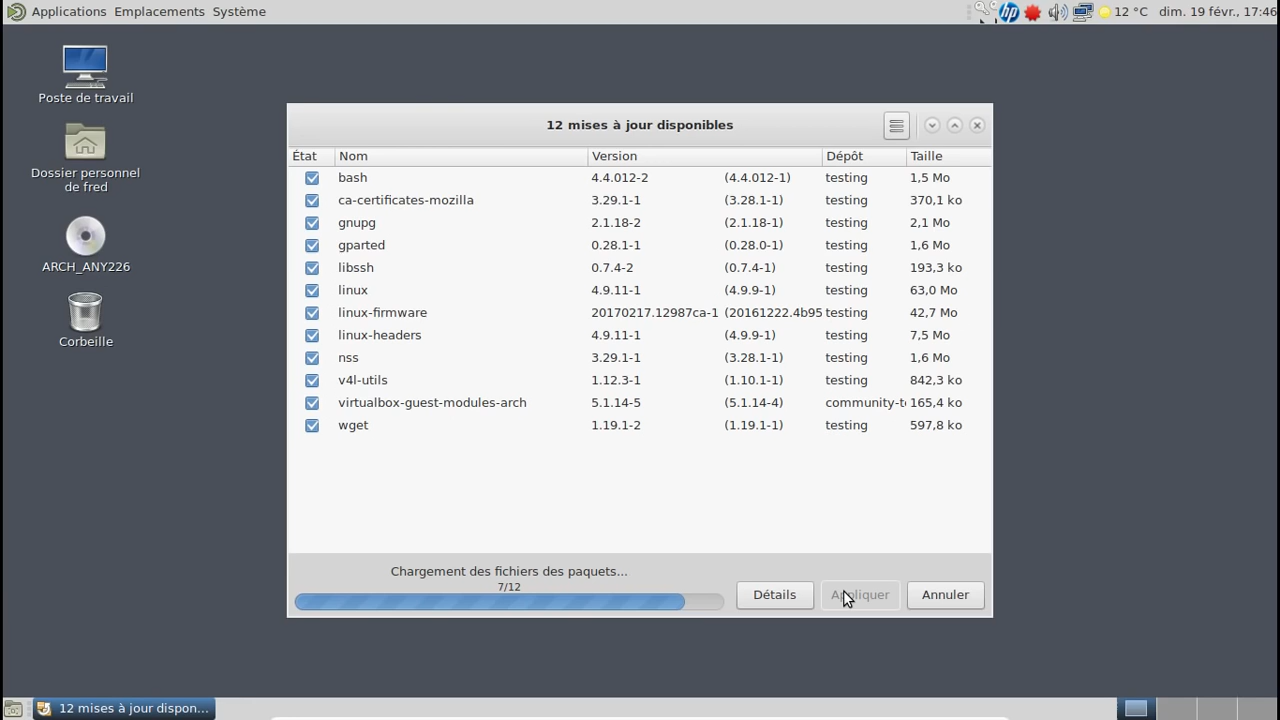 Applications Emplacements Système
hp
12 °C dim. 19 févr., 17:46
Poste de travail
Dossier personnel
de fred
ARCH_ANY226
Corbeille
12 mises à jour disponibles
État Nom Version Dépôt Taille
bash 4.4.012-2 (4.4.012-1) testing 1,5 Mo
ca-certificates-mozilla 3.29.1-1 (3.28.1-1) testing 370,1 ko
gnupg 2.1.18-2 (2.1.18-1) testing 2,1 Mo
gparted 0.28.1-1 (0.28.0-1) testing 1,6 Mo
libssh 0.7.4-2 (0.7.4-1) testing 193,3 ko
linux 4.9.11-1 (4.9.9-1) testing 63,0 Mo
linux-firmware 20170217.12987ca-1 (20161222.4b95 testing 42,7 Mo
linux-headers 4.9.11-1 (4.9.9-1) testing 7,5 Mo
nss 3.29.1-1 (3.28.1-1) testing 1,6 Mo
v4l-utils 1.12.3-1 (1.10.1-1) testing 842,3 ko
virtualbox-guest-modules-arch 5.1.14-5 (5.1.14-4) community-t 165,4 ko
wget 1.19.1-2 (1.19.1-1) testing 597,8 ko
Chargement des fichiers des paquets...
7/12
Détails Appliquer Annuler
12 mises à jour dispon...